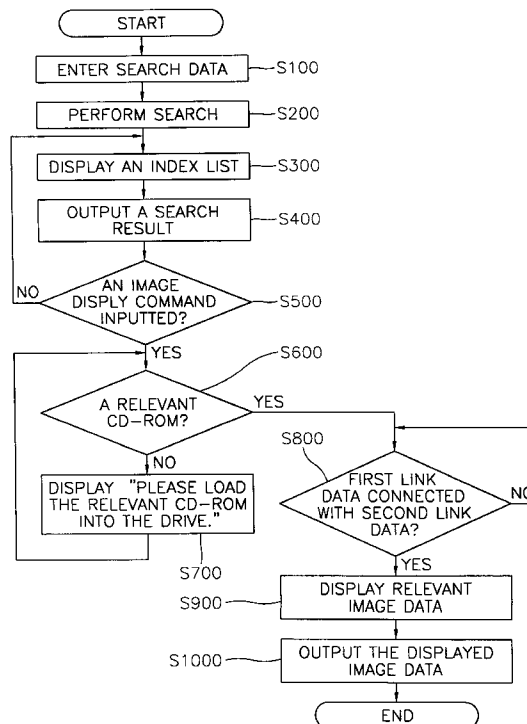 START
ENTER SEARCH DATA
S100
PERFORM SEARCH
S200
DISPLAY AN INDEX LIST
S300
OUTPUT A SEARCH
RESULT
S400
AN IMAGE
DISPLY COMMAND
INPUTTED?
S500
NO
YES
S600
A RELEVANT
CD-ROM?
YES
NO
DISPLAY "PLEASE LOAD
THE RELEVANT CD-ROM
INTO THE DRIVE."
S700
S800
FIRST LINK
DATA CONNECTED
WITH SECOND LINK
DATA?
NO
YES
DISPLAY RELEVANT
IMAGE DATA
S900
OUTPUT THE DISPLAYED
IMAGE DATA
S1000
END